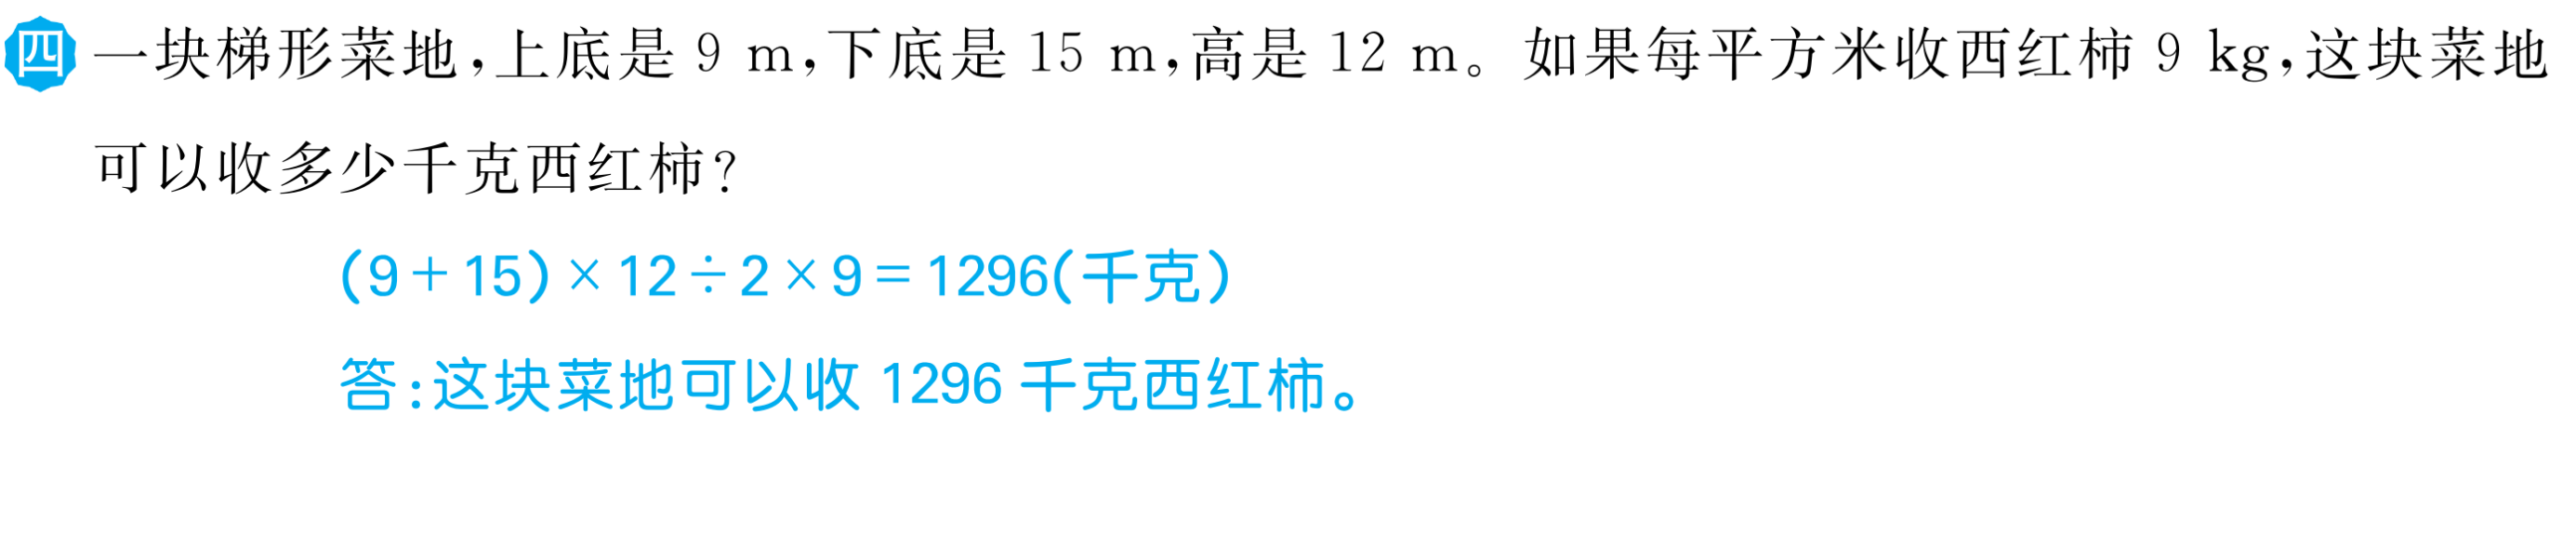 四 一块梯形菜地,上底是 9 m,下底是 15 m,高是 12 m。如果每平方米收西红柿 9 kg,这块菜地
可以收多少千克西红柿?
(9+15)×12÷2×9=1296(千克)
答:这块菜地可以收 1296 千克西红柿。